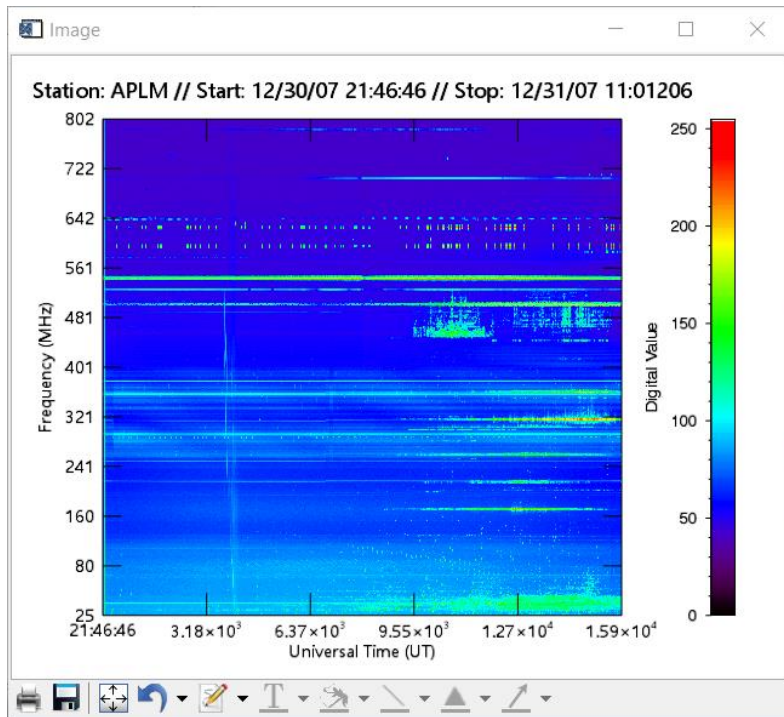 Image
Station: APLM // Start: 12/30/07 21:46:46 // Stop: 12/31/07 11:01206
802
722
642
561
481
401
321
241
160
80
25
Frequency (MHz)
21:46:46 3.18×10³ 6.37×10³ 9.55×10³ 1.27×10⁴ 1.59×10⁴
Universal Time (UT)
250
200
150
100
50
0
Digital Value
T